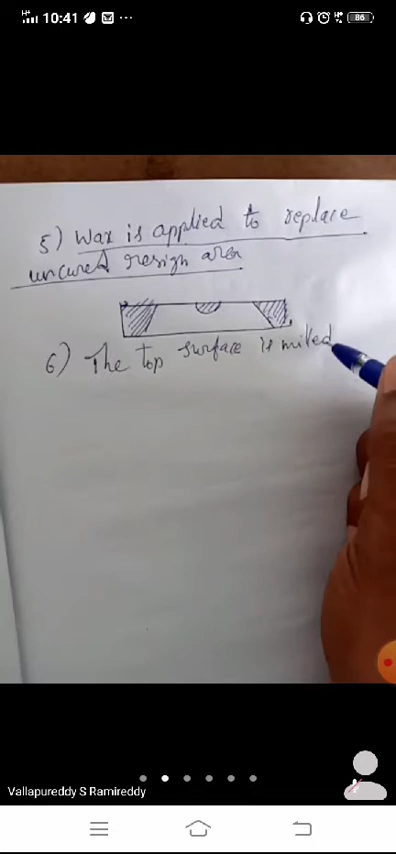 H+ 10:41 ... 86
5) Wax is applied to replace
uncured resign area
6) The top surface is milled
Vallapureddy S Ramireddy